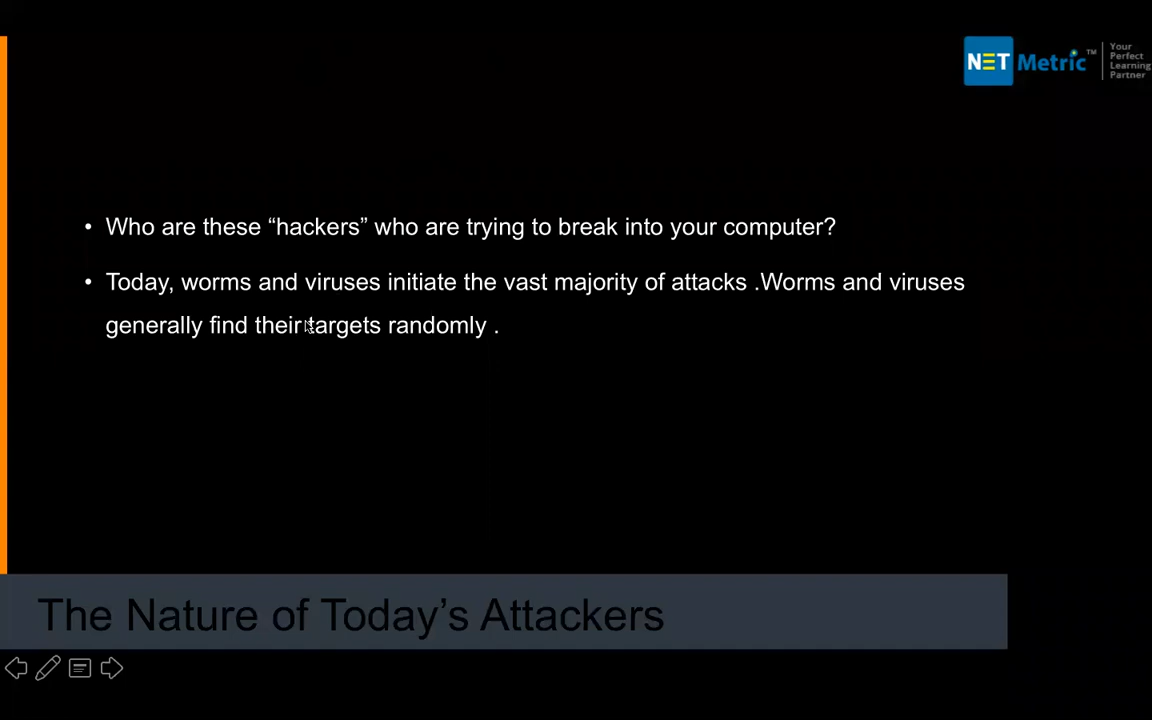 NET Metric™
Your
Perfect
Learning
Partner
• Who are these “hackers” who are trying to break into your computer?
• Today, worms and viruses initiate the vast majority of attacks .Worms and viruses
generally find their targets randomly .
The Nature of Today’s Attackers